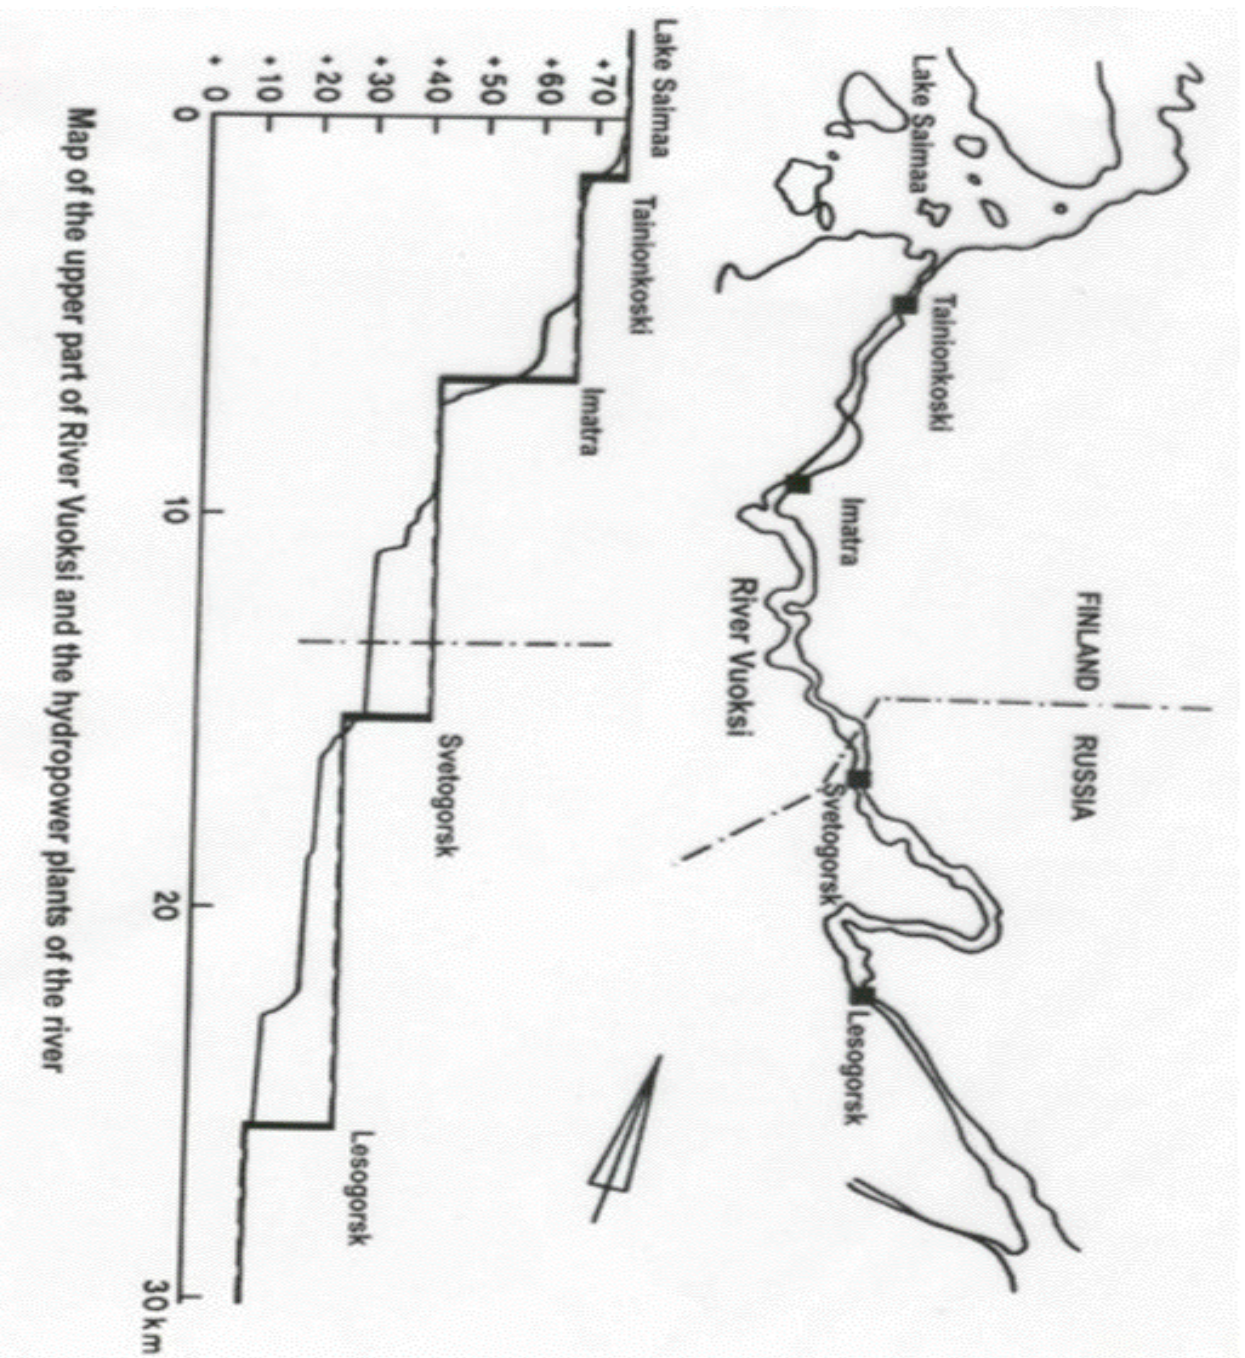 Lake Saimaa
Tainionkoski
Imatra
River Vuoksi
FINLAND
RUSSIA
Svetogorsk
Lesogorsk
Lake Saimaa
+70
+60
+50
+40
+30
+20
+10
+ 0
Tainionkoski
Imatra
Svetogorsk
Lesogorsk
0
10
20
30 km
Map of the upper part of River Vuoksi and the hydropower plants of the river